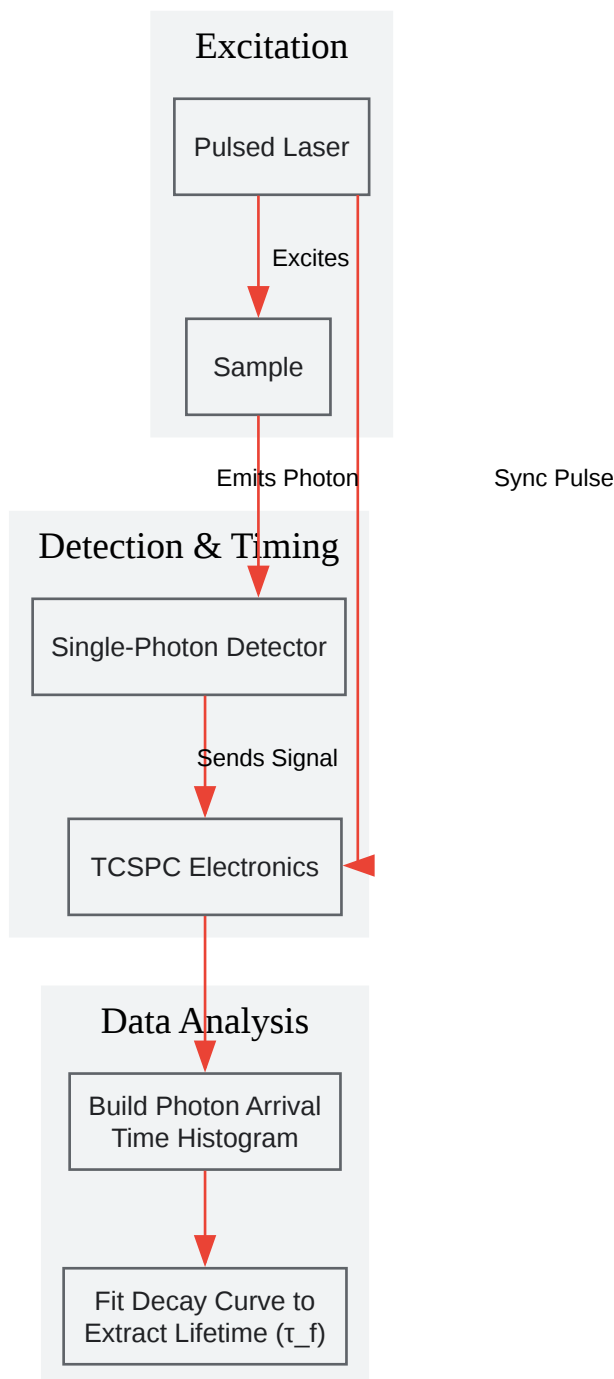 Excitation
Pulsed Laser
Excites
Sample
Emits Photon
Sync Pulse
Detection & Timing
Single-Photon Detector
Sends Signal
TCSPC Electronics
Data Analysis
Build Photon Arrival
Time Histogram
Fit Decay Curve to
Extract Lifetime (τ_f)